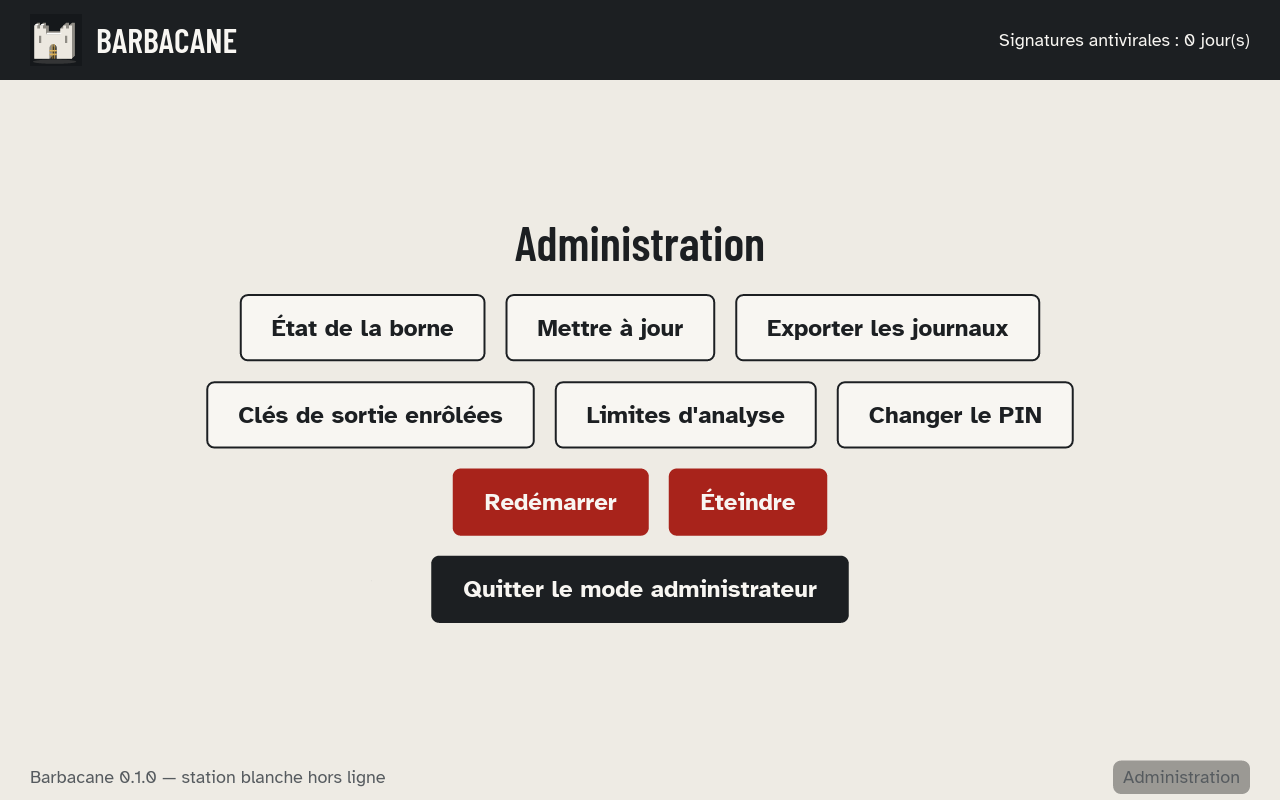 BARBACANE
Signatures antivirales : 0 jour(s)
Administration
État de la borne
Mettre à jour
Exporter les journaux
Clés de sortie enrôlées
Limites d'analyse
Changer le PIN
Redémarrer
Éteindre
Quitter le mode administrateur
Barbacane 0.1.0 — station blanche hors ligne
Administration